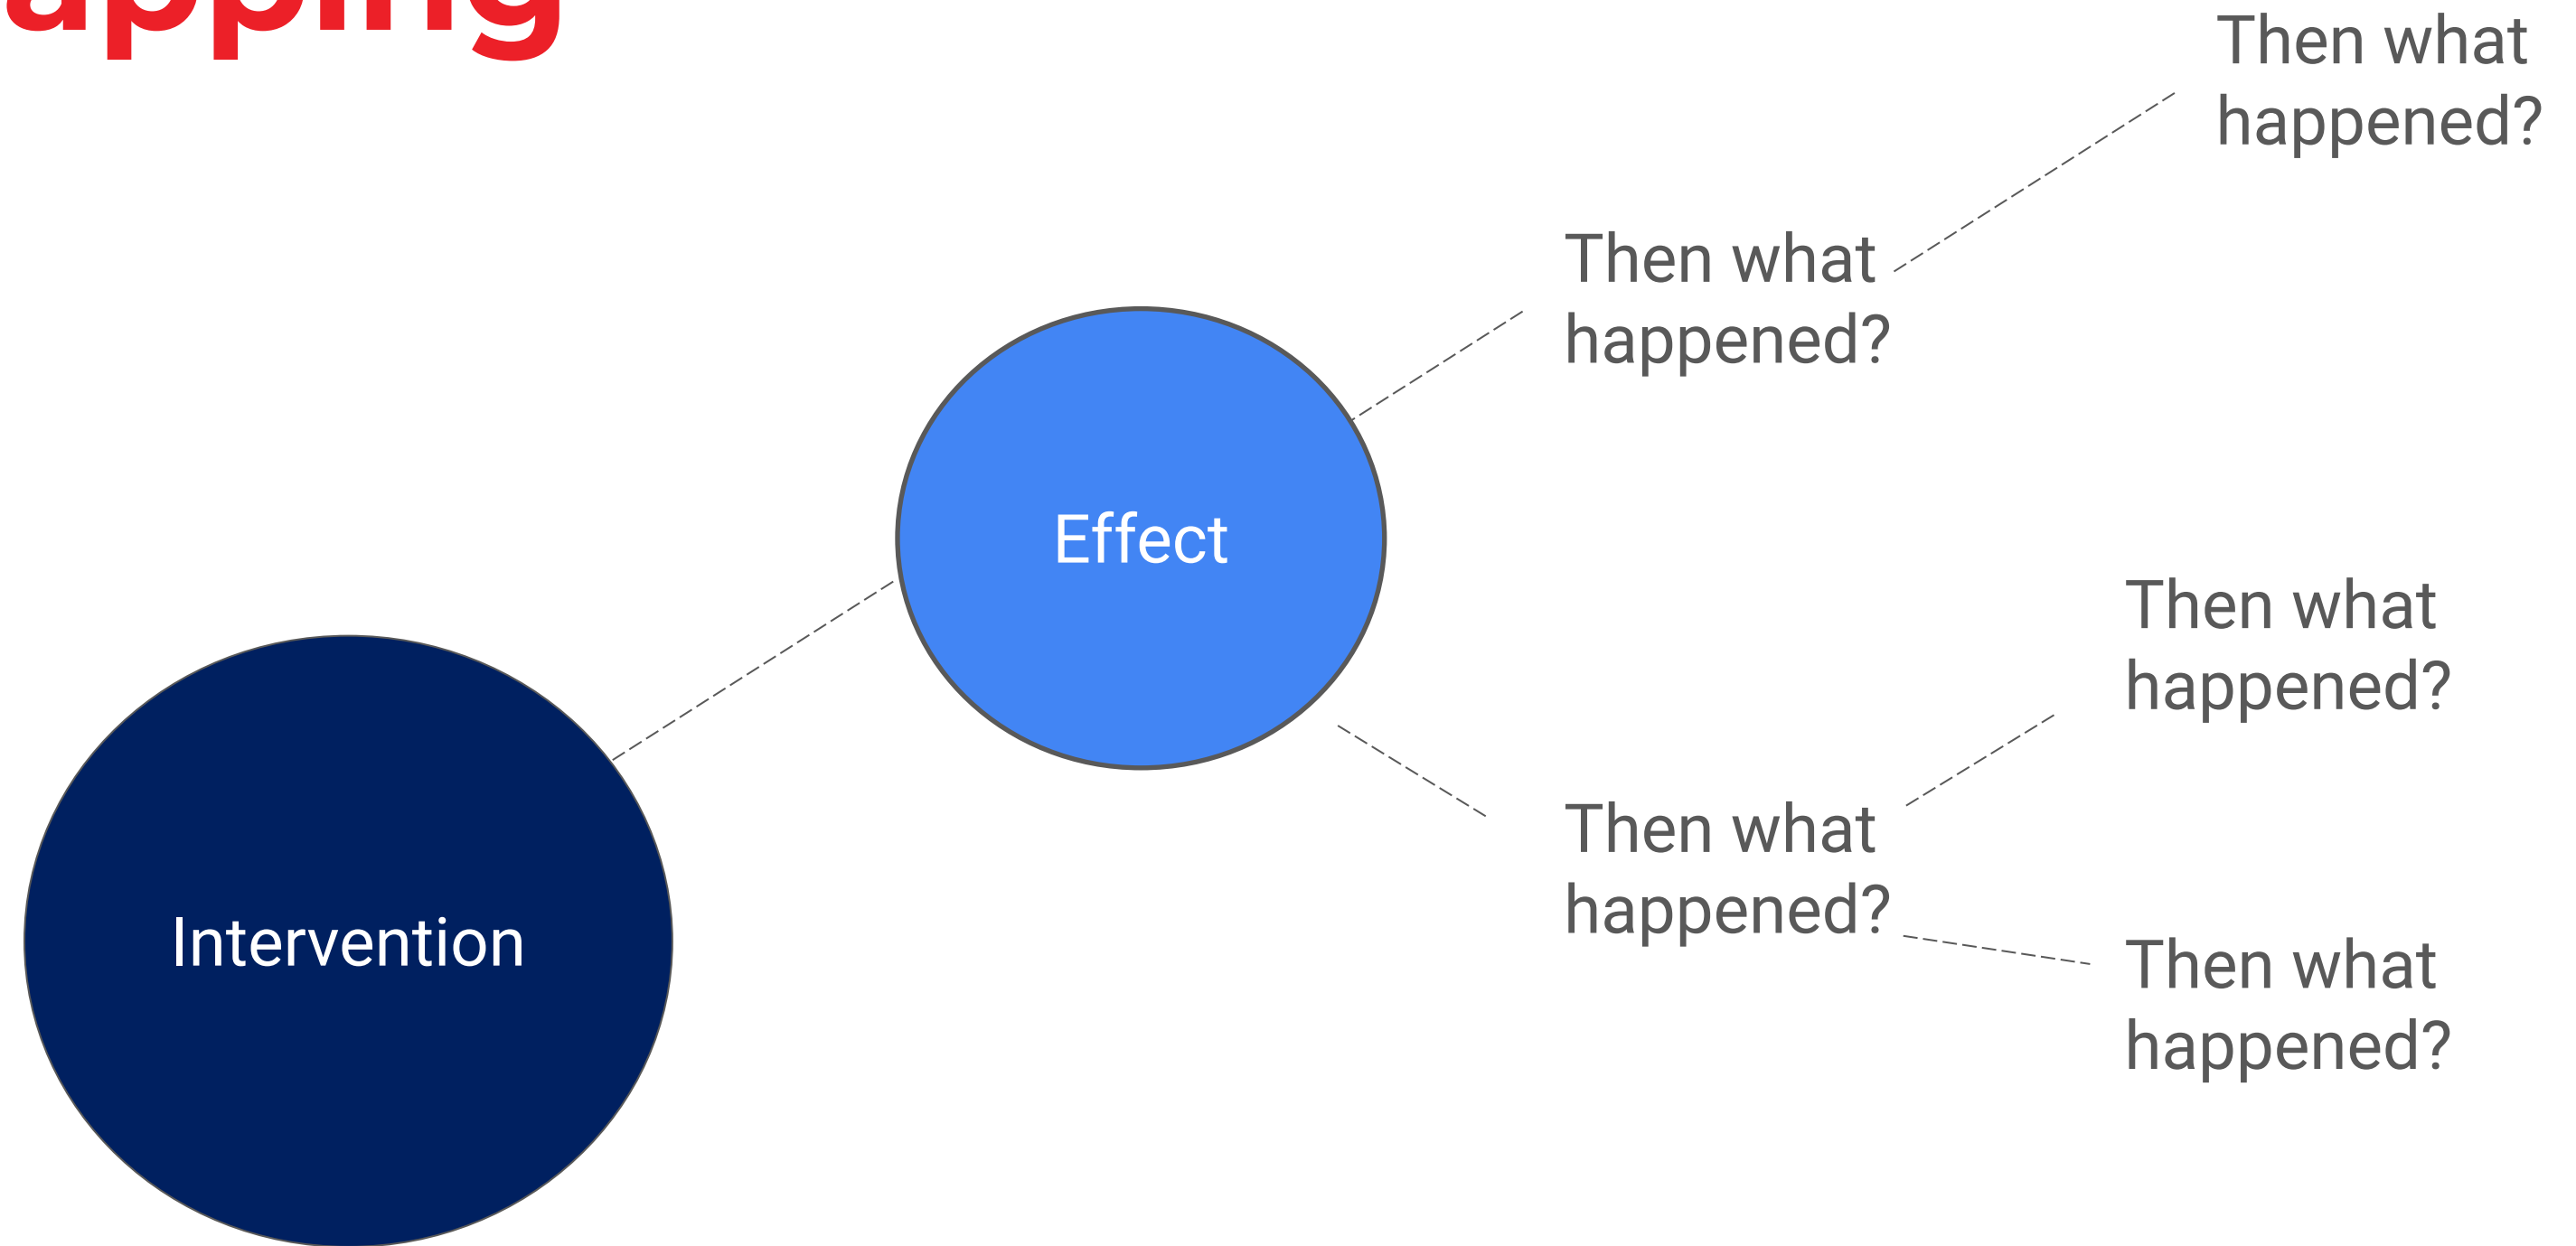 apping
Then what
happened?
Then what
happened?
Effect
Then what
happened?
Intervention
Then what
happened?
Then what
happened?